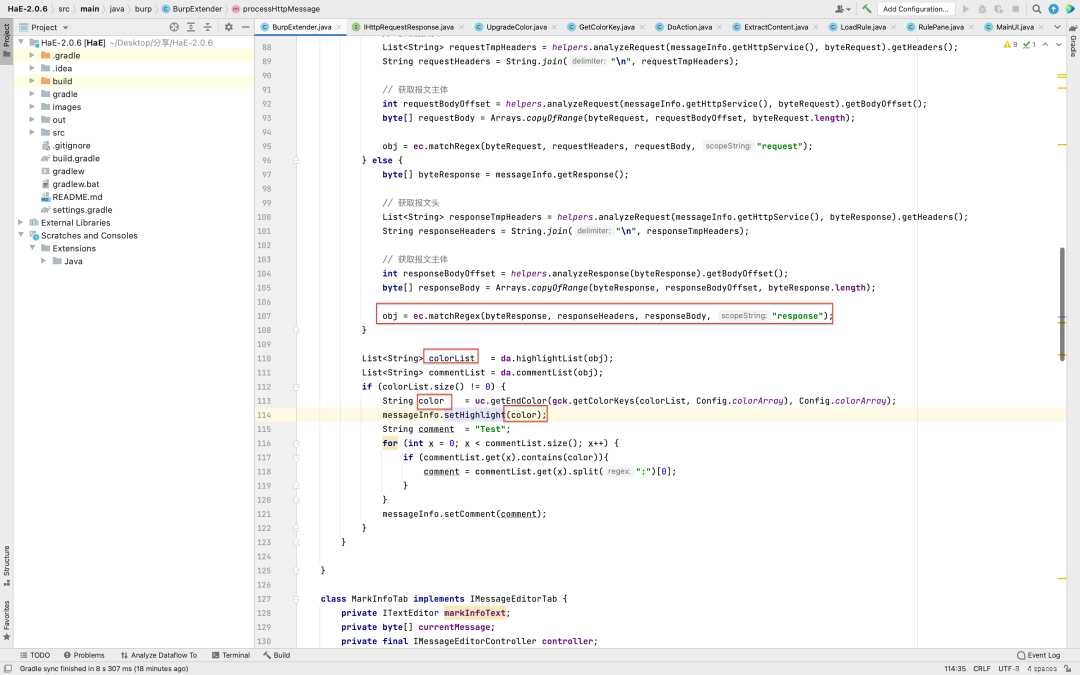 HaE-2.0.6 〉 src 〉 main 〉 java 〉 burp 〉 BurpExtender 〉 processHttpMessage
Add Configuration...
Project
BurpExtender.java
IHttpRequestResponse.java
UpgradeColor.java
GetColorKey.java
DoAction.java
ExtractContent.java
LoadRule.java
RulePane.java
MainUI.java
HaE-2.0.6 [HaE] ~/Desktop/分享/HaE-2.0.6
.gradle
.idea
build
gradle
images
out
src
.gitignore
build.gradle
gradlew
gradlew.bat
README.md
settings.gradle
External Libraries
Scratches and Consoles
Extensions
Java
Project
Structure
Favorites
Gradle
9 1
88 List<String> requestTmpHeaders = helpers.analyzeRequest(messageInfo.getHttpService(), byteRequest).getHeaders();
89 String requestHeaders = String.join( delimiter: "\n", requestTmpHeaders);
90
91 // 获取报文主体
92 int requestBodyOffset = helpers.analyzeRequest(messageInfo.getHttpService(), byteRequest).getBodyOffset();
93 byte[] requestBody = Arrays.copyOfRange(byteRequest, requestBodyOffset, byteRequest.length);
94
95 obj = ec.matchRegex(byteRequest, requestHeaders, requestBody, scopeString: "request");
96 } else {
97 byte[] byteResponse = messageInfo.getResponse();
98
99 // 获取报文头
100 List<String> responseTmpHeaders = helpers.analyzeRequest(messageInfo.getHttpService(), byteResponse).getHeaders();
101 String responseHeaders = String.join( delimiter: "\n", responseTmpHeaders);
102
103 // 获取报文主体
104 int responseBodyOffset = helpers.analyzeResponse(byteResponse).getBodyOffset();
105 byte[] responseBody = Arrays.copyOfRange(byteResponse, responseBodyOffset, byteResponse.length);
106
107 obj = ec.matchRegex(byteResponse, responseHeaders, responseBody, scopeString: "response");
108 }
109
110 List<String> colorList = da.highlightList(obj);
111 List<String> commentList = da.commentList(obj);
112 if (colorList.size() != 0) {
113 String color = uc.getEndColor(gck.getColorKeys(colorList, Config.colorArray), Config.colorArray);
114 messageInfo.setHighlight(color);
115 String comment = "Test";
116 for (int x = 0; x < commentList.size(); x++) {
117 if (commentList.get(x).contains(color)){
118 comment = commentList.get(x).split( regex: ":")[0];
119 }
120 }
121 messageInfo.setComment(comment);
122 }
123 }
124
125 }
126
127 class MarkInfoTab implements IMessageEditorTab {
128 private ITextEditor markInfoText;
129 private byte[] currentMessage;
130 private final IMessageEditorController controller;
TODO Problems Analyze Dataflow To Terminal Build Event Log
Gradle sync finished in 8 s 307 ms (18 minutes ago) 114:35 CRLF UTF-8 4 spaces